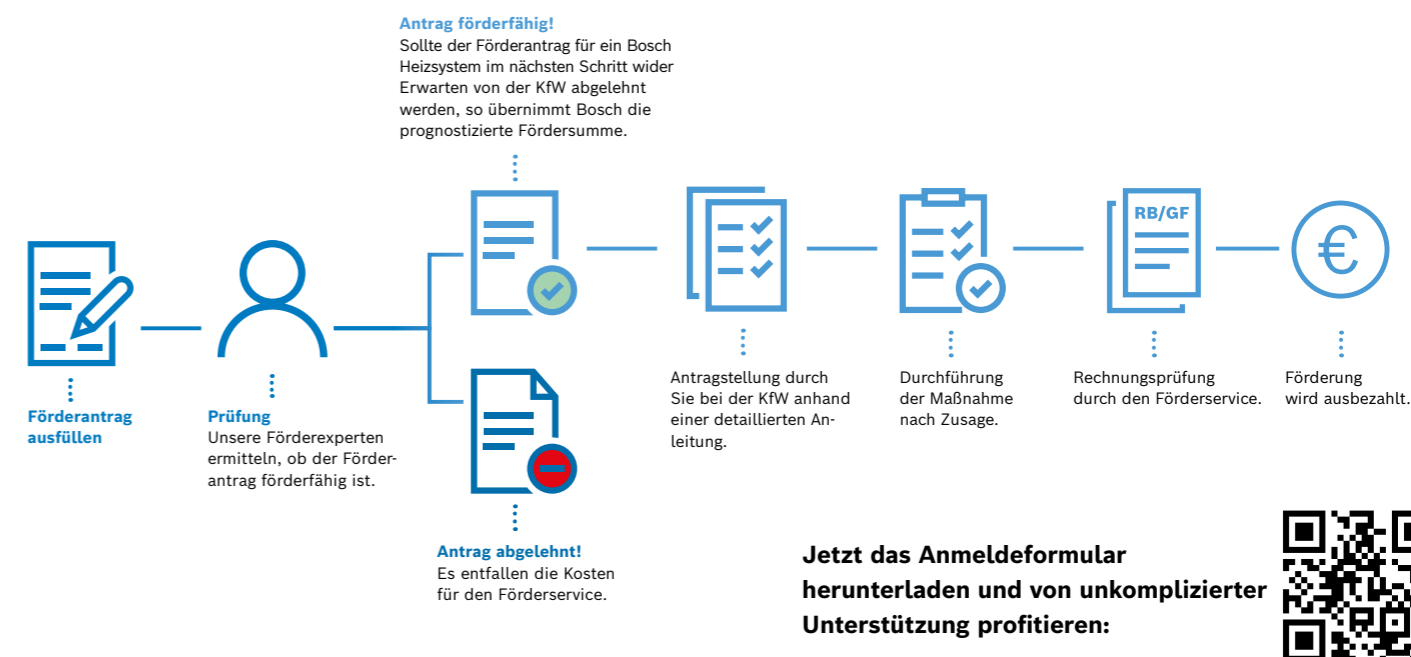 Antrag förderfähig!
Sollte der Förderantrag für ein Bosch
Heizsystem im nächsten Schritt wider
Erwarten von der KfW abgelehnt
werden, so übernimmt Bosch die
prognostizierte Fördersumme.
Förderantrag
ausfüllen
Prüfung
Unsere Förderexperten
ermitteln, ob der Förder-
antrag förderfähig ist.
Antrag abgelehnt!
Es entfallen die Kosten
für den Förderservice.
Antragstellung durch
Sie bei der KfW anhand
einer detaillierten An-
leitung.
Durchführung
der Maßnahme
nach Zusage.
RB/GF
Rechnungsprüfung
durch den Förderservice.
€
Förderung
wird ausbezahlt.
Jetzt das Anmeldeformular
herunterladen und von unkomplizierter
Unterstützung profitieren: